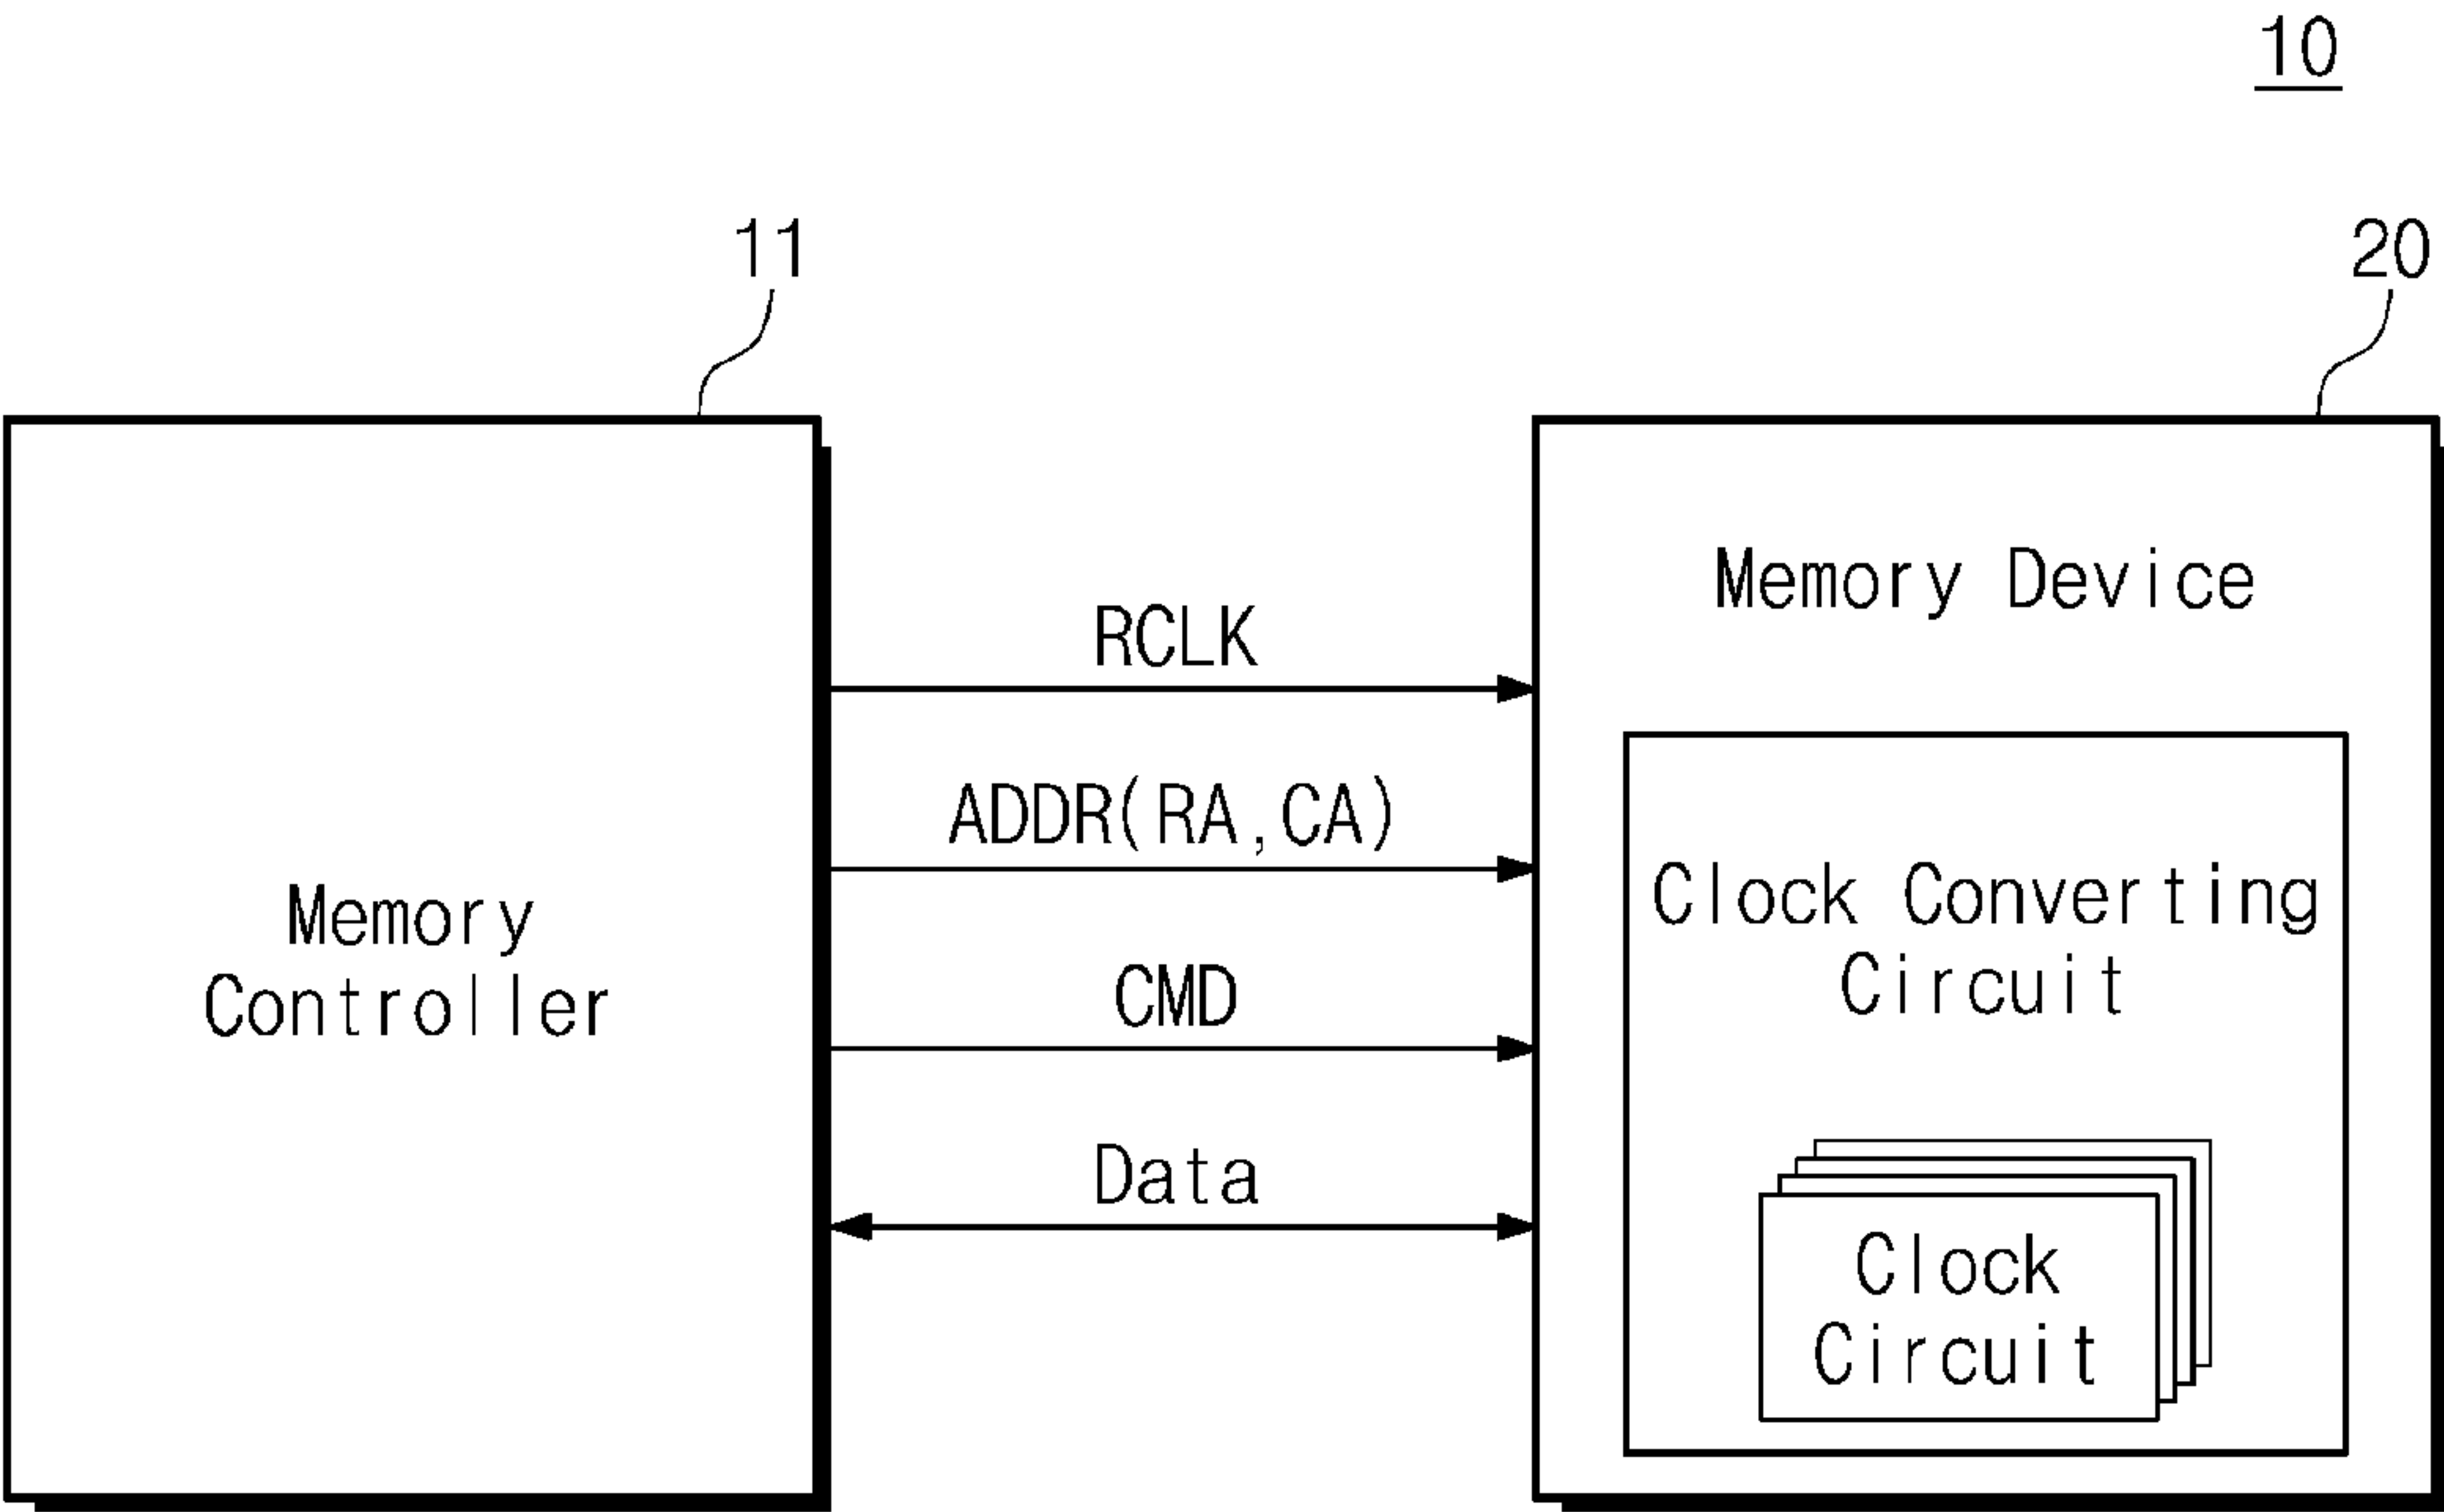 10
11
20
Memory Device
RCLK
ADDR(RA,CA)
Memory
Controller
Clock Converting
Circuit
CMD
Data
Clock
Circuit